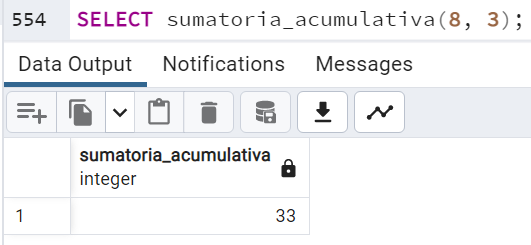 554 SELECT sumatoria_acumulativa(8, 3);
Data Output Notifications Messages
sumatoria_acumulativa
integer
1 33